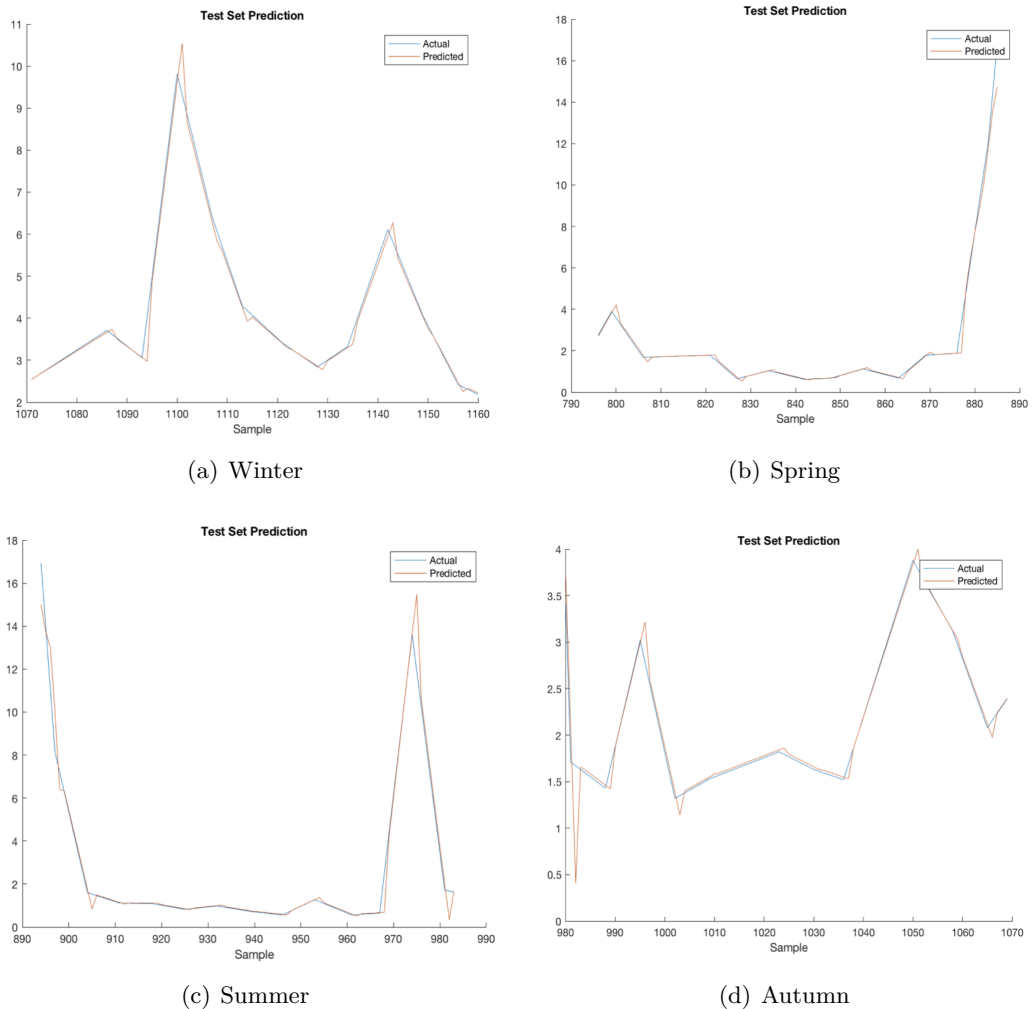 Test Set Prediction
Actual
Predicted
11
10
9
8
7
6
5
4
3
2
1070 1080 1090 1100 1110 1120 1130 1140 1150 1160
Sample
(a) Winter
Test Set Prediction
Actual
Predicted
18
16
14
12
10
8
6
4
2
0
790 800 810 820 830 840 850 860 870 880 890
Sample
(b) Spring
Test Set Prediction
Actual
Predicted
18
16
14
12
10
8
6
4
2
0
890 900 910 920 930 940 950 960 970 980 990
Sample
(c) Summer
Test Set Prediction
Actual
Predicted
4
3.5
3
2.5
2
1.5
1
0.5
0
980 990 1000 1010 1020 1030 1040 1050 1060 1070
Sample
(d) Autumn